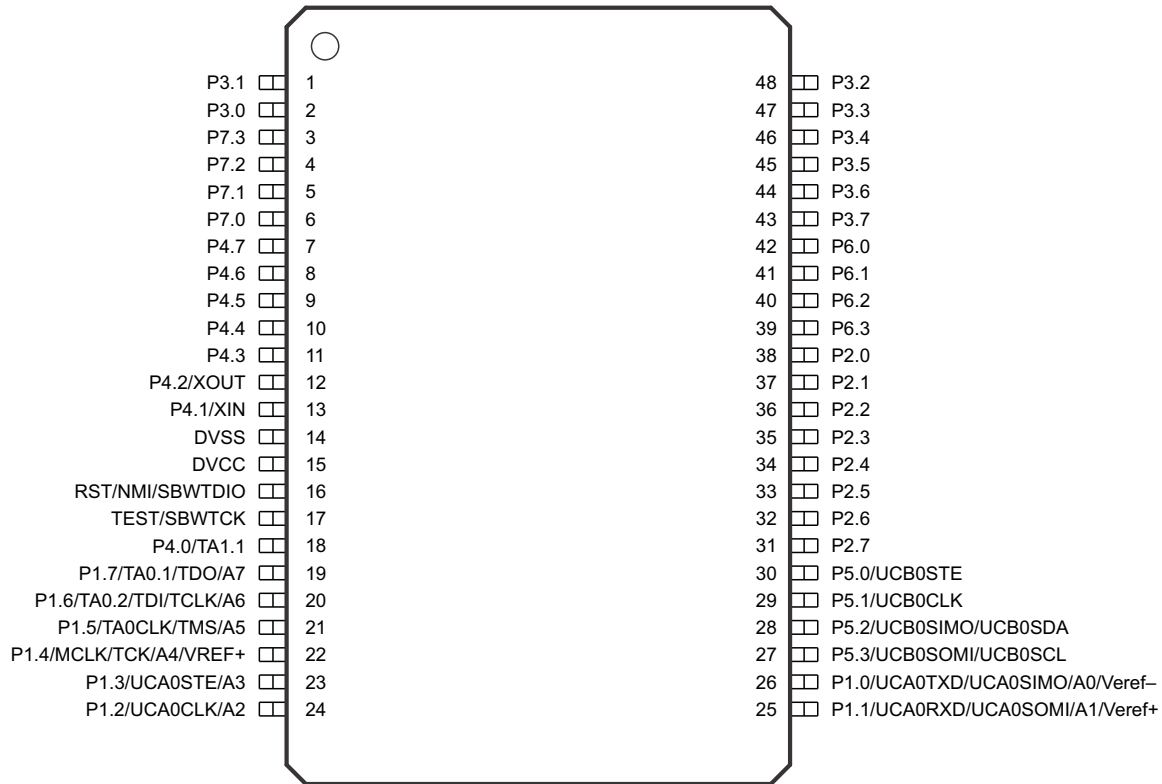 P3.1 1 48 P3.2
P3.0 2 47 P3.3
P7.3 3 46 P3.4
P7.2 4 45 P3.5
P7.1 5 44 P3.6
P7.0 6 43 P3.7
P4.7 7 42 P6.0
P4.6 8 41 P6.1
P4.5 9 40 P6.2
P4.4 10 39 P6.3
P4.3 11 38 P2.0
P4.2/XOUT 12 37 P2.1
P4.1/XIN 13 36 P2.2
DVSS 14 35 P2.3
DVCC 15 34 P2.4
RST/NMI/SBWTDIO 16 33 P2.5
TEST/SBWTCK 17 32 P2.6
P4.0/TA1.1 18 31 P2.7
P1.7/TA0.1/TDO/A7 19 30 P5.0/UCB0STE
P1.6/TA0.2/TDI/TCLK/A6 20 29 P5.1/UCB0CLK
P1.5/TA0CLK/TMS/A5 21 28 P5.2/UCB0SIMO/UCB0SDA
P1.4/MCLK/TCK/A4/VREF+ 22 27 P5.3/UCB0SOMI/UCB0SCL
P1.3/UCA0STE/A3 23 26 P1.0/UCA0TXD/UCA0SIMO/A0/Veref–
P1.2/UCA0CLK/A2 24 25 P1.1/UCA0RXD/UCA0SOMI/A1/Veref+